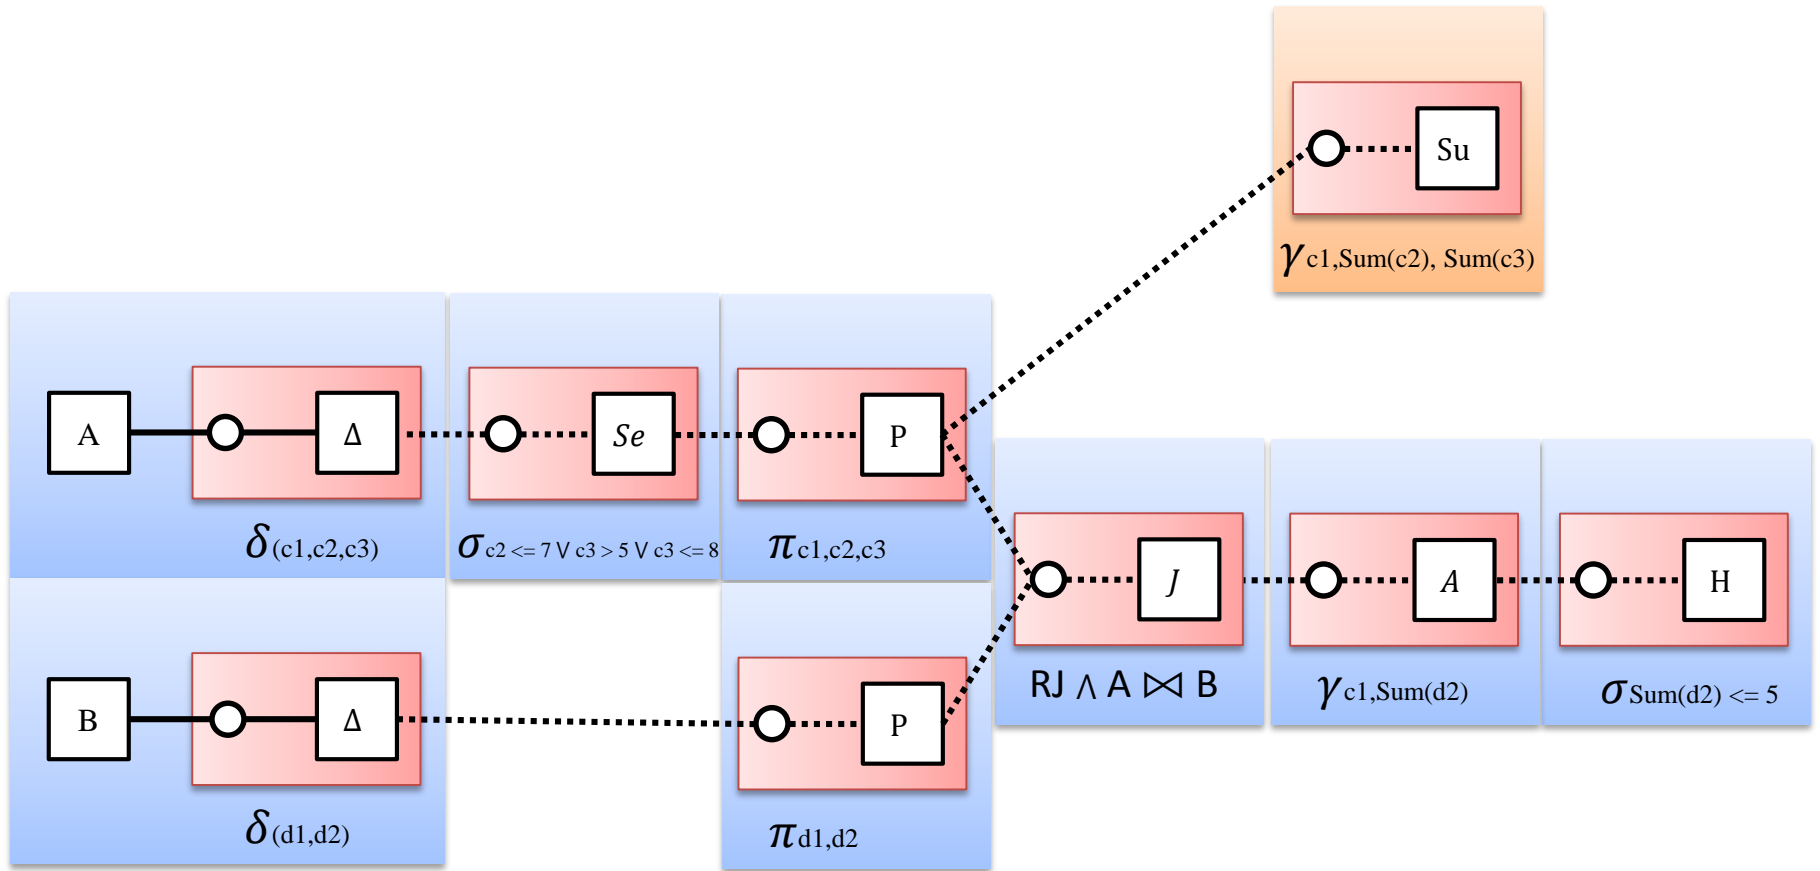 Su
γ c1,Sum(c2), Sum(c3)
A Δ Se P
δ (c1,c2,c3)
σ c2 <= 7 ∨ c3 > 5 ∨ c3 <= 8
π c1,c2,c3
J A H
RJ ∧ A ⋈ B
γ c1,Sum(d2)
σ Sum(d2) <= 5
B Δ P
δ (d1,d2)
π d1,d2